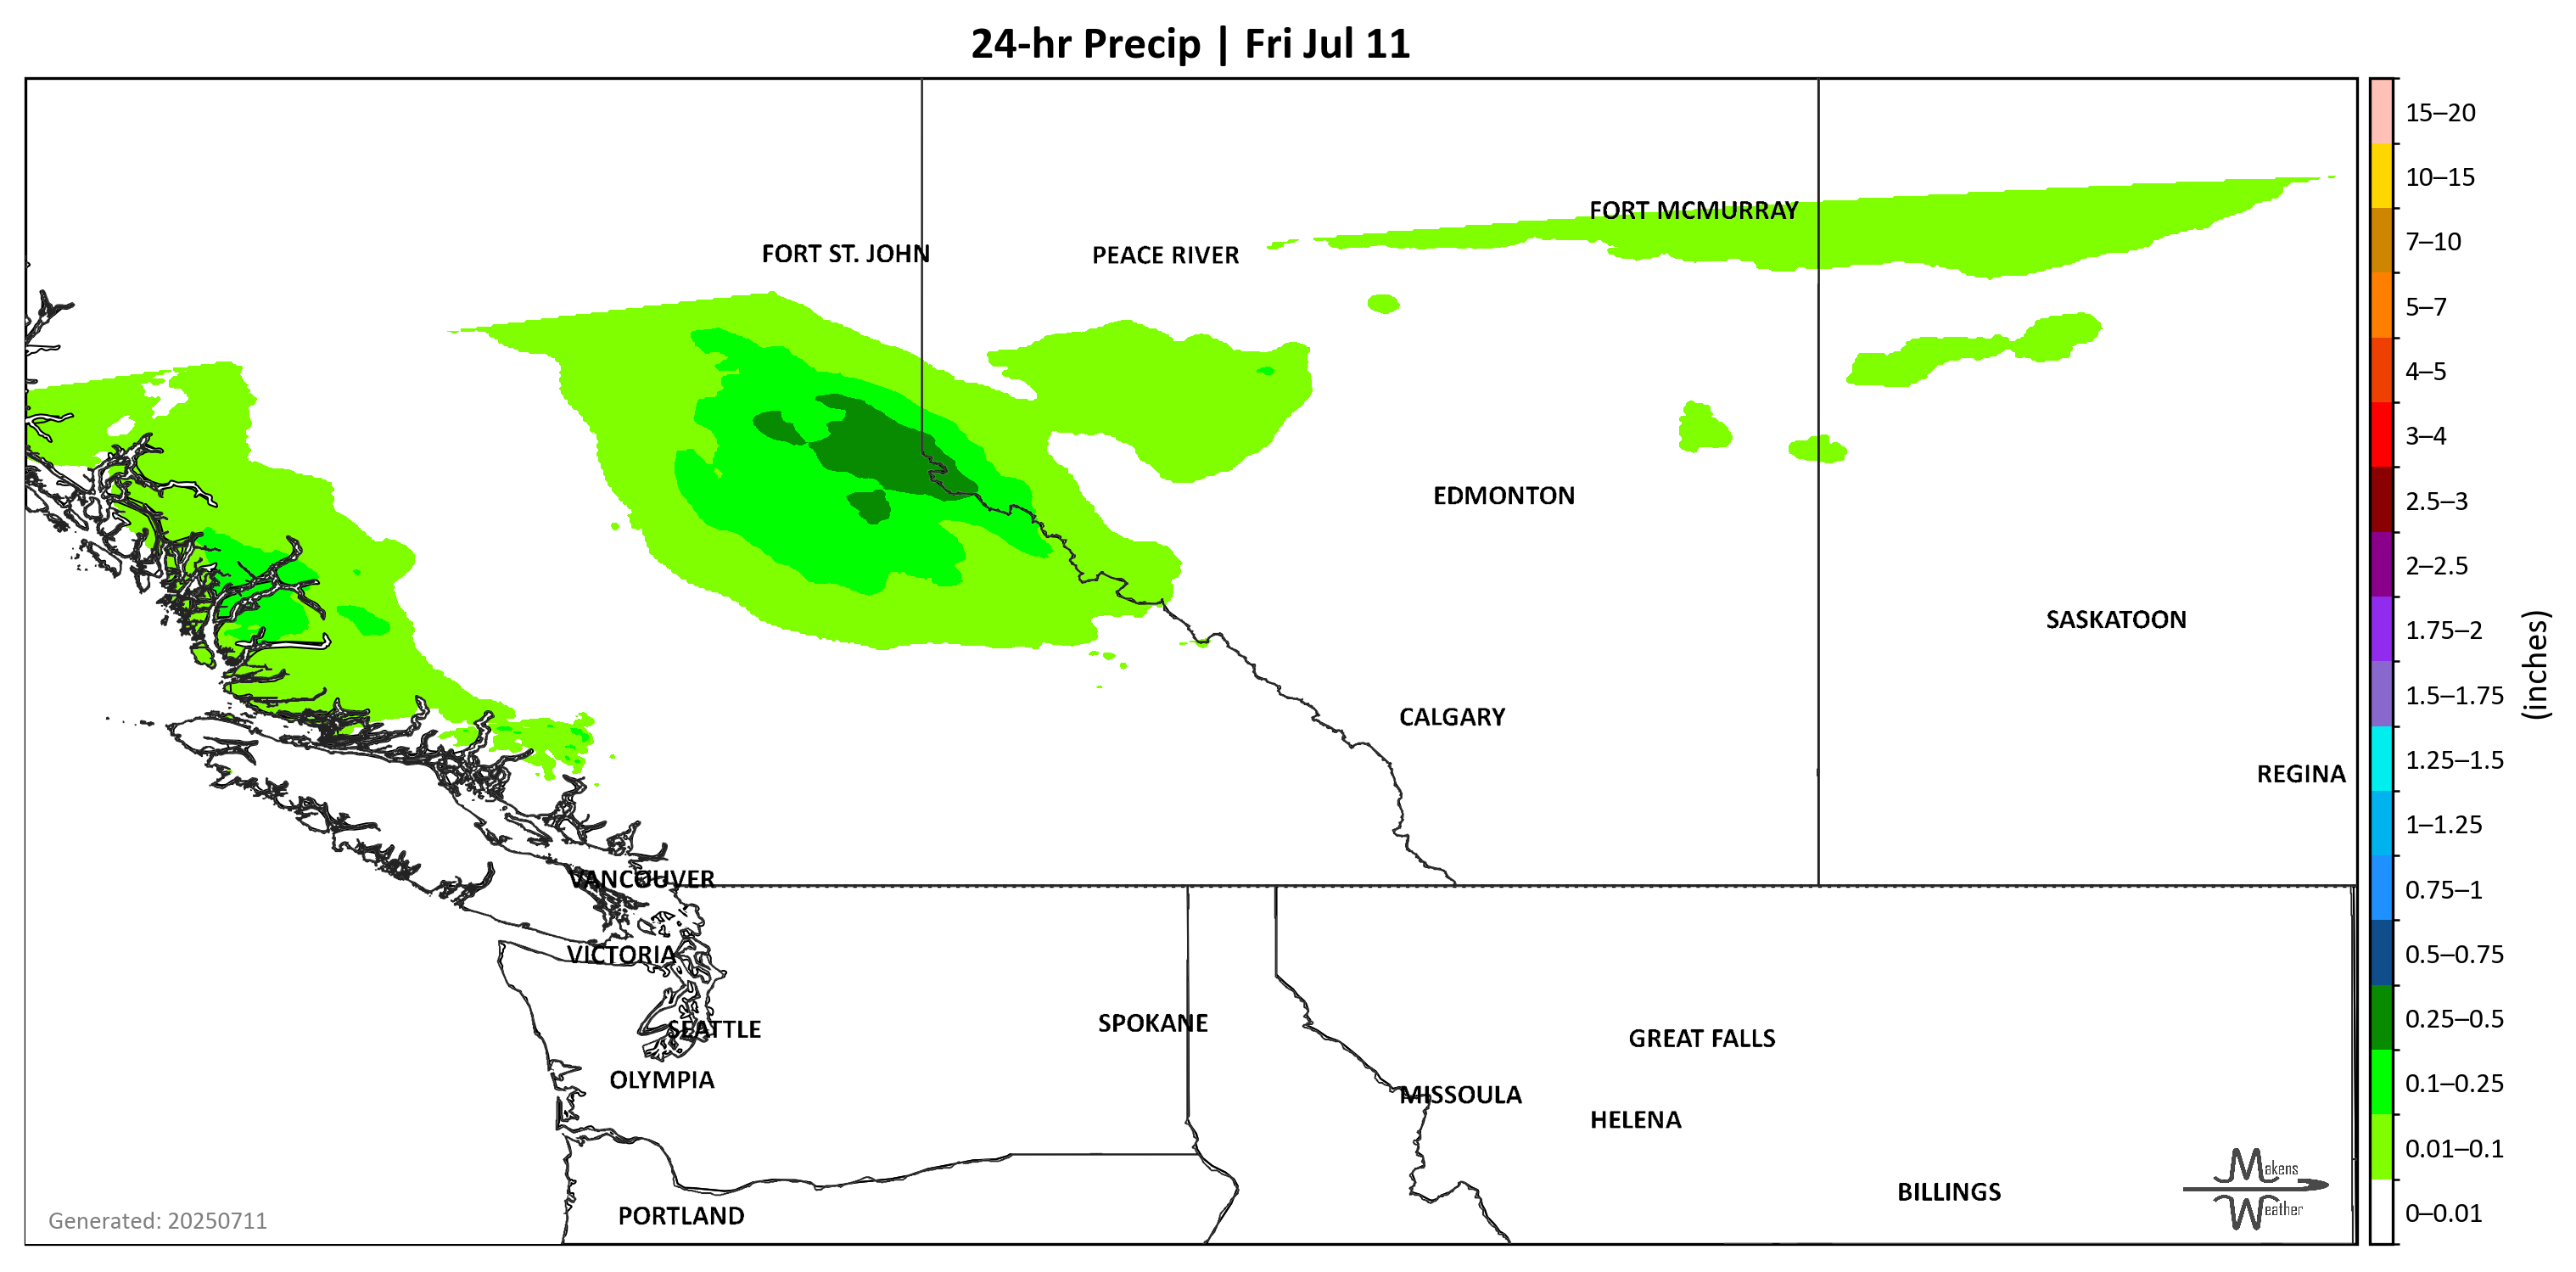 24-hr Precip | Fri Jul 11
FORT MCMURRAY
FORT ST. JOHN
PEACE RIVER
EDMONTON
SASKATOON
CALGARY
REGINA
VANCOUVER
VICTORIA
SEATTLE
SPOKANE
GREAT FALLS
OLYMPIA
MISSOULA
HELENA
BILLINGS
PORTLAND
Generated: 20250711
Makens
Weather
15–20
10–15
7–10
5–7
4–5
3–4
2.5–3
2–2.5
1.75–2
1.5–1.75
1.25–1.5
1–1.25
0.75–1
0.5–0.75
0.25–0.5
0.1–0.25
0.01–0.1
0–0.01
(inches)